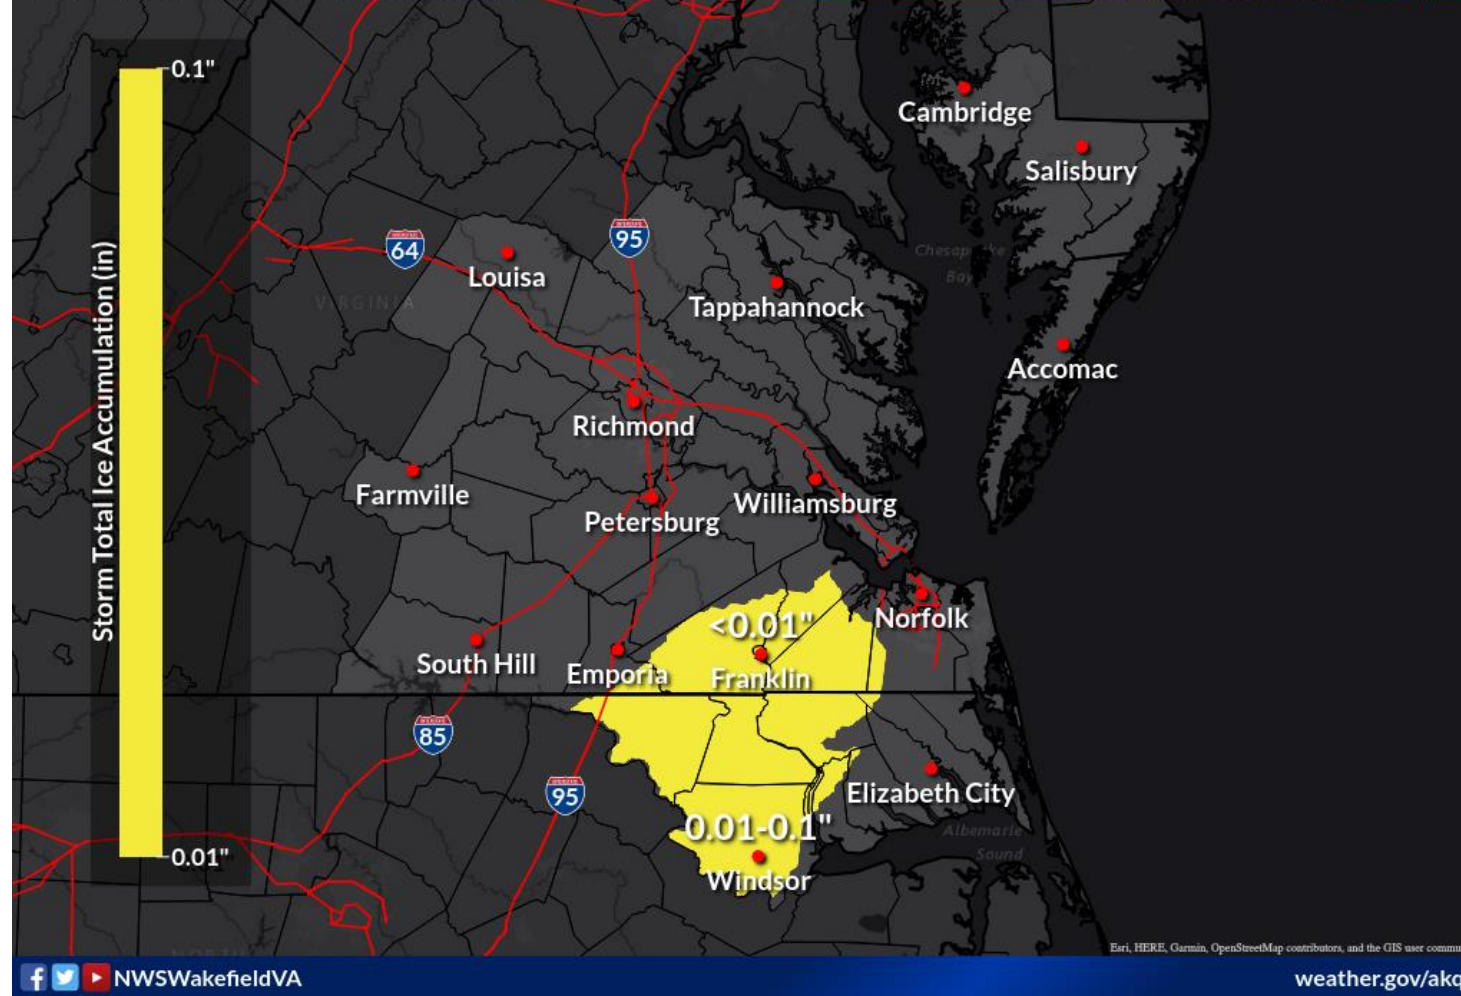 0.1"
Storm Total Ice Accumulation (in)
0.01"
Cambridge
Salisbury
64
95
Louisa
Chesapeake
Bay
VIRGINIA
Tappahannock
Accomac
Richmond
Farmville
Williamsburg
Petersburg
<0.01"
Norfolk
South Hill
Emporia
Franklin
85
95
Elizabeth City
0.01-0.1"
Albemarle
Sound
Windsor
Esri, HERE, Garmin, OpenStreetMap contributors, and the GIS user commu
NWSWakefieldVA
weather.gov/akq